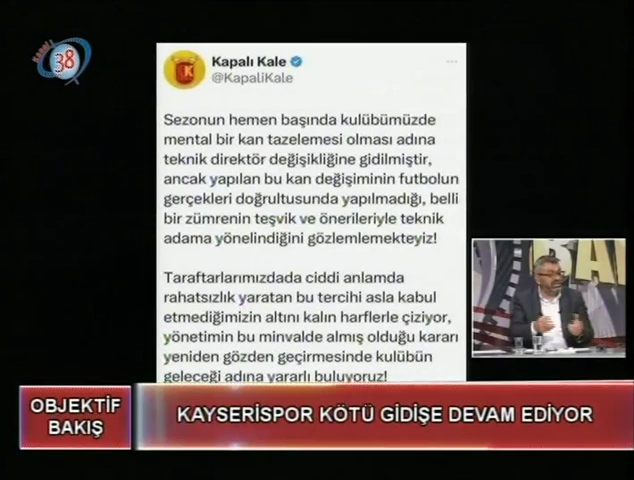 KANAL
38
Kapalı Kale
@KapaliKale
Sezonun hemen başında kulübümüzde
mental bir kan tazelemesi olması adına
teknik direktör değişikliğine gidilmiştir,
ancak yapılan bu kan değişiminin futbolun
gerçekleri doğrultusunda yapılmadığı, belli
bir zümrenin teşvik ve önerileriyle teknik
adama yönelindiğini gözlemlemekteyiz!
Taraftarlarımızdada ciddi anlamda
rahatsızlık yaratan bu tercihi asla kabul
etmediğimizin altını kalın harflerle çiziyor,
yönetimin bu minvalde almış olduğu kararı
yeniden gözden geçirmesinde kulübün
geleceği adına yararlı buluyoruz!
BA
OBJEKTİF
BAKIŞ
KAYSERİSPOR KÖTÜ GİDİŞE DEVAM EDİYOR